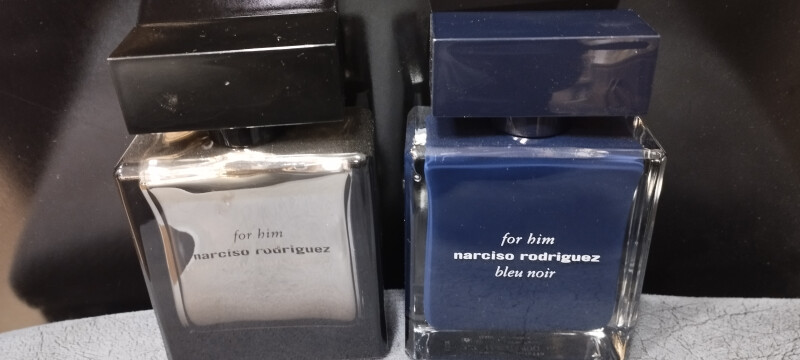 for him
narciso rodriguez
for him
narciso rodriguez
bleu noir